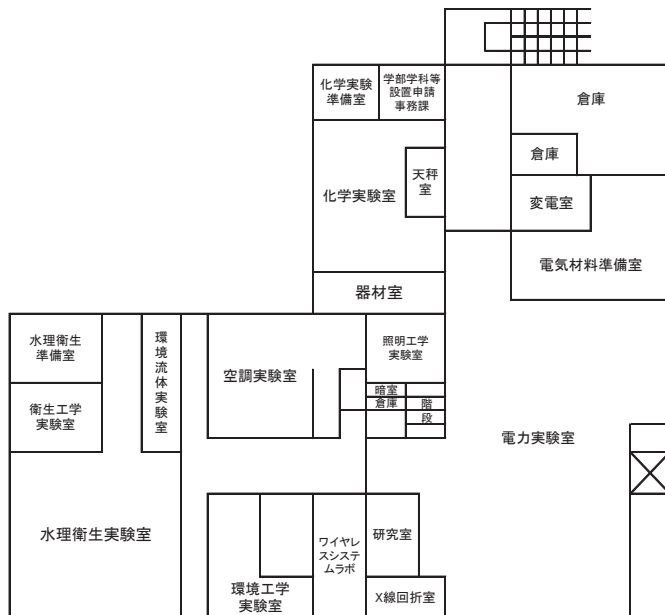 化学実験
準備室
学部学科等
設置申請
事務課
倉庫
倉庫
天秤
室
化学実験室
変電室
電気材料準備室
器材室
水理衛生
準備室
環境流体実験室
空調実験室
照明工学
実験室
暗室
倉庫
階
段
衛生工学
実験室
電力実験室
水理衛生実験室
ワイヤレ
スシステ
ムラボ
研究室
環境工学
実験室
X線回折室